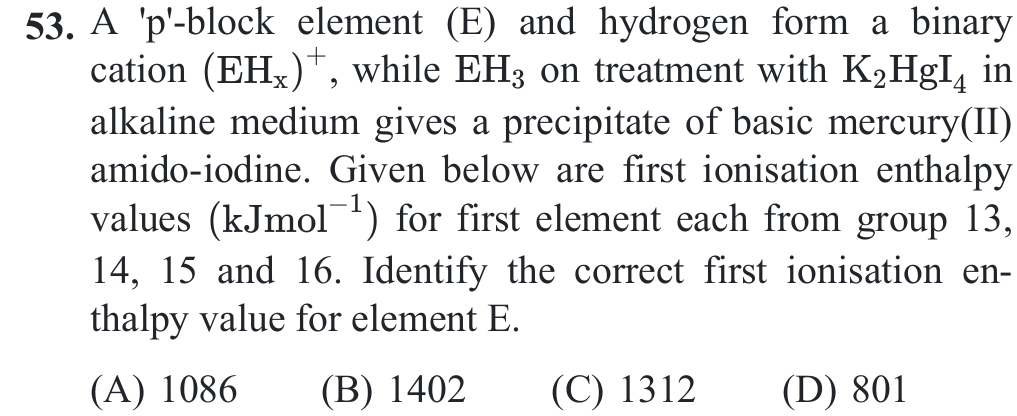 53. A 'p'-block element (E) and hydrogen form a binary
cation (EHₓ)⁺, while EH₃ on treatment with K₂HgI₄ in
alkaline medium gives a precipitate of basic mercury(II)
amido-iodine. Given below are first ionisation enthalpy
values (kJmol⁻¹) for first element each from group 13,
14, 15 and 16. Identify the correct first ionisation en-
thalpy value for element E.
(A) 1086 (B) 1402 (C) 1312 (D) 801